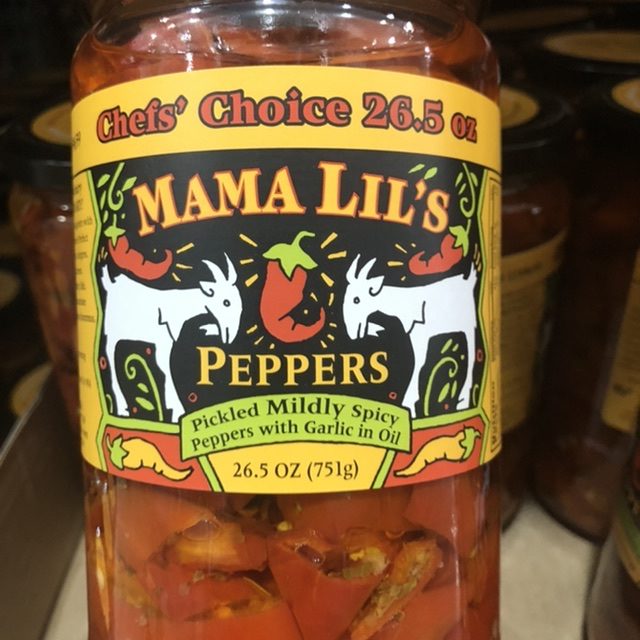 Chefs' Choice 26.5 oz
MAMA LIL'S
PEPPERS
Pickled Mildly Spicy
Peppers with Garlic in Oil
26.5 OZ (751g)